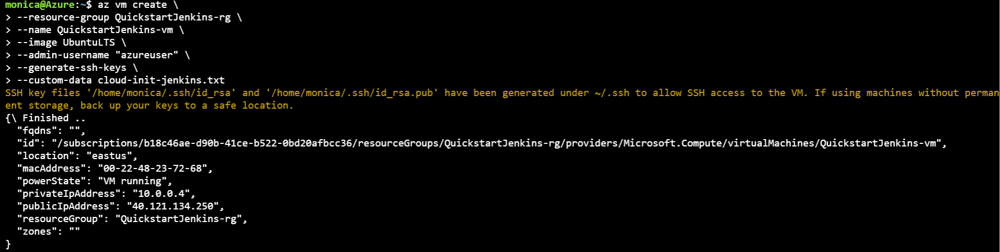 monica@Azure:~$ az vm create \
> --resource-group QuickstartJenkins-rg \
> --name QuickstartJenkins-vm \
> --image UbuntuLTS \
> --admin-username "azureuser" \
> --generate-ssh-keys \
> --custom-data cloud-init-jenkins.txt
SSH key files '/home/monica/.ssh/id_rsa' and '/home/monica/.ssh/id_rsa.pub' have been generated under ~/.ssh to allow SSH access to the VM. If using machines without perman
ent storage, back up your keys to a safe location.
{\ Finished ..
  "fqdns": "",
  "id": "/subscriptions/b18c46ae-d90b-41ce-b522-0bd20afbcc36/resourceGroups/QuickstartJenkins-rg/providers/Microsoft.Compute/virtualMachines/QuickstartJenkins-vm",
  "location": "eastus",
  "macAddress": "00-22-48-23-72-68",
  "powerState": "VM running",
  "privateIpAddress": "10.0.0.4",
  "publicIpAddress": "40.121.134.250",
  "resourceGroup": "QuickstartJenkins-rg",
  "zones": ""
}